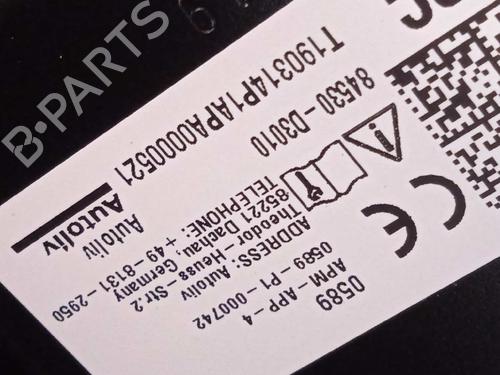 T190314P1APA0000521
84530-D3010
Autoliv
Autoliv
ADDRESS: Autoliv
Theodor-Heuss-Str 2
85221 Dachau, Germany
TELEPHONE: +49-8131-2950
0589
APM-APP-4
0589-P1-000742
CE
B-PARTS